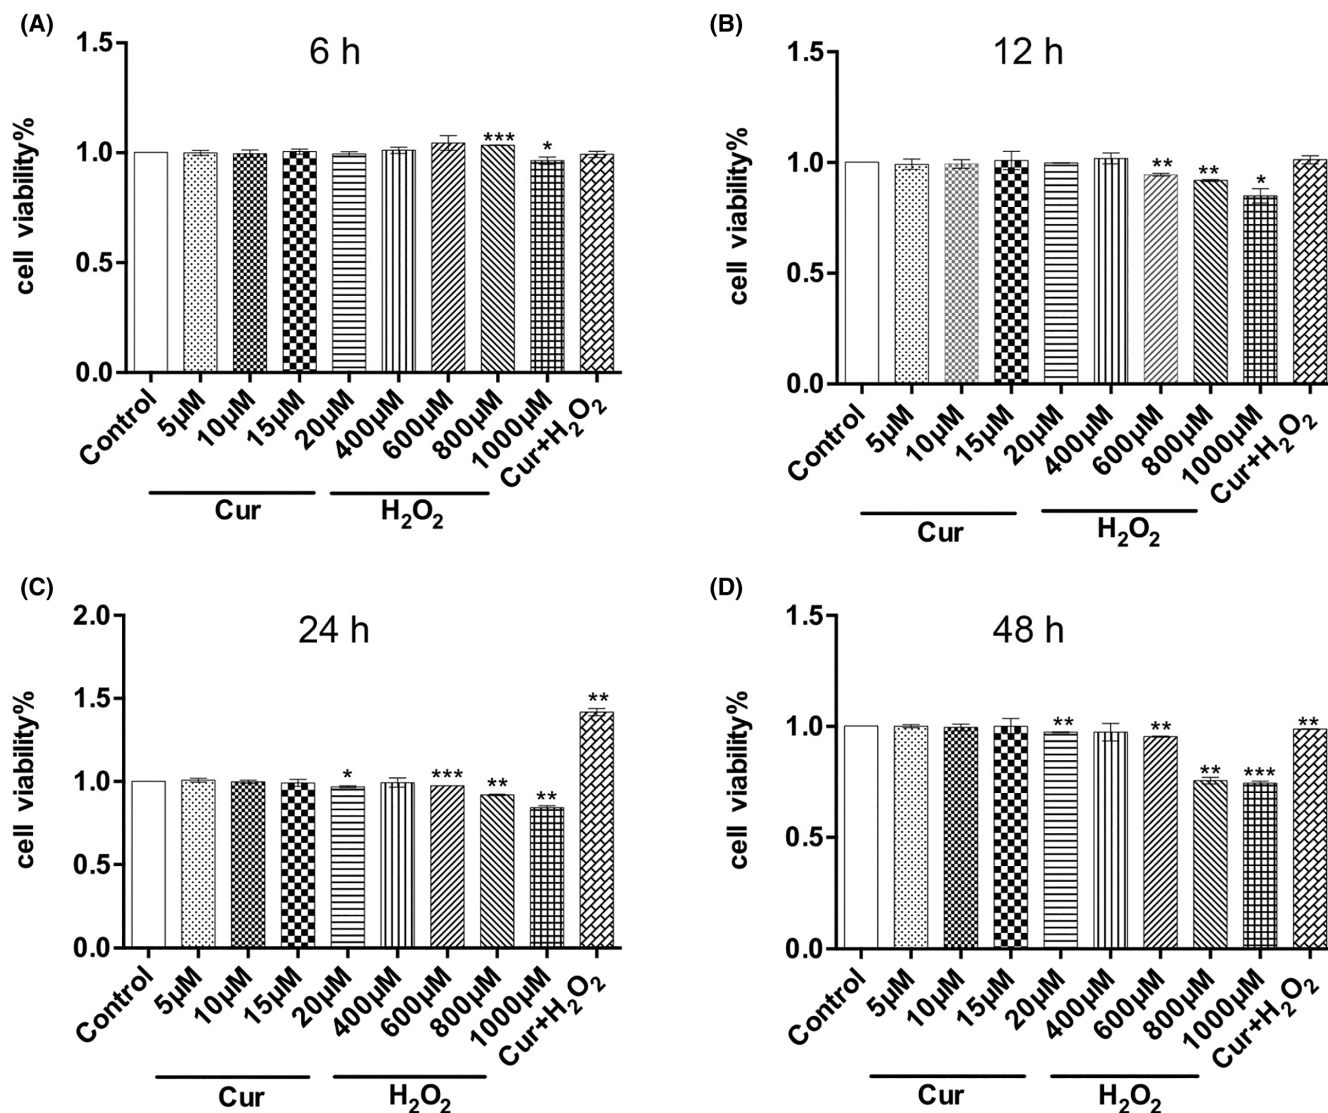 (A)
6 h
cell viability%
1.5
1.0
0.5
0.0
***
*
Control
5µM
10µM
15µM
20µM
400µM
600µM
800µM
1000µM
Cur+H₂O₂
Cur
H₂O₂
(B)
12 h
cell viability%
1.5
1.0
0.5
0.0
**
**
*
Control
5µM
10µM
15µM
20µM
400µM
600µM
800µM
1000µM
Cur+H₂O₂
Cur
H₂O₂
(C)
24 h
cell viability%
2.0
1.5
1.0
0.5
0.0
*
***
**
**
**
Control
5µM
10µM
15µM
20µM
400µM
600µM
800µM
1000µM
Cur+H₂O₂
Cur
H₂O₂
(D)
48 h
cell viability%
1.5
1.0
0.5
0.0
**
**
**
***
**
Control
5µM
10µM
15µM
20µM
400µM
600µM
800µM
1000µM
Cur+H₂O₂
Cur
H₂O₂